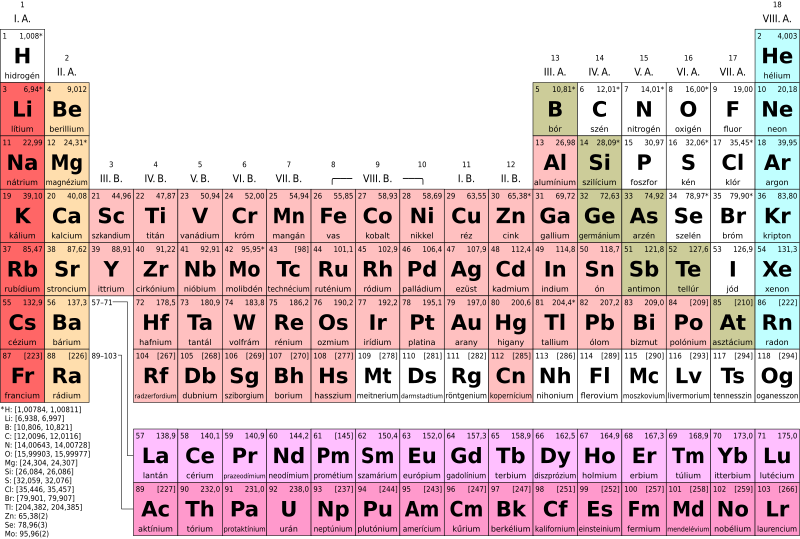 1 18
I. A. VIII. A.
1 1,008* 2 4,003
H He
hidrogén hélium
2 13 14 15 16 17
II. A. III. A. IV. A. V. A. VI. A. VII. A.
3 6,94* 4 9,012 5 10,81* 6 12,01* 7 14,01* 8 16,00* 9 19,00 10 20,18
Li Be B C N O F Ne
lítium berillium bór szén nitrogén oxigén fluor neon
11 22,99 12 24,31* 13 26,98 14 28,09* 15 30,97 16 32,06* 17 35,45* 18 39,95
Na Mg Al Si P S Cl Ar
nátrium magnézium alumínium szilícium foszfor kén klór argon
3 4 5 6 7 8 9 10 11 12
III. B. IV. B. V. B. VI. B. VII. B. VIII. B. I. B. II. B.
19 39,10 20 40,08 21 44,96 22 47,87 23 50,94 24 52,00 25 54,94 26 55,85 27 58,93 28 58,69 29 63,55 30 65,38* 31 69,72 32 72,63 33 74,92 34 78,97* 35 79,90* 36 83,80
K Ca Sc Ti V Cr Mn Fe Co Ni Cu Zn Ga Ge As Se Br Kr
kálium kalcium szkandium titán vanádium króm mangán vas kobalt nikkel réz cink gallium germánium arzén szelén bróm kripton
37 85,47 38 87,62 39 88,91 40 91,22 41 92,91 42 95,95* 43 [98] 44 101,1 45 102,9 46 106,4 47 107,9 48 112,4 49 114,8 50 118,7 51 121,8 52 127,6 53 126,9 54 131,3
Rb Sr Y Zr Nb Mo Tc Ru Rh Pd Ag Cd In Sn Sb Te I Xe
rubídium stroncium ittrium cirkónium nióbium molibdén technécium ruténium ródium palládium ezüst kadmium indium ón antimon tellúr jód xenon
55 132,9 56 137,3 57–71 72 178,5 73 180,9 74 183,8 75 186,2 76 190,2 77 192,2 78 195,1 79 197,0 80 200,6 81 204,4* 82 207,2 83 209,0 84 [209] 85 [210] 86 [222]
Cs Ba Hf Ta W Re Os Ir Pt Au Hg Tl Pb Bi Po At Rn
cézium bárium hafnium tantál volfrám rénium ozmium irídium platina arany higany tallium ólom bizmut polónium asztácium radon
87 [223] 88 [226] 89–103 104 [267] 105 [268] 106 [269] 107 [270] 108 [277] 109 [278] 110 [281] 111 [282] 112 [285] 113 [286] 114 [289] 115 [290] 116 [293] 117 [294] 118 [294]
Fr Ra Rf Db Sg Bh Hs Mt Ds Rg Cn Nh Fl Mc Lv Ts Og
francium rádium radzerfordium dubnium sziborgium borium hasszium meitnerium darmstadtium röntgenium kopernícium nihonium flerovium moszkovium livermorium tennesszin oganesszon
*H: [1,00784, 1,00811]
Li: [6,938, 6,997]
B: [10,806, 10,821]
C: [12,0096, 12,0116]
N: [14,00643, 14,00728]
O: [15,99903, 15,99977]
Mg: [24,304, 24,307]
Si: [26,084, 26,086]
S: [32,059, 32,076]
Cl: [35,446, 35,457]
Br: [79,901, 79,907]
Tl: [204,382, 204,385]
Zn: 65,38(2)
Se: 78,96(3)
Mo: 95,96(2)
57 138,9 58 140,1 59 140,9 60 144,2 61 [145] 62 150,4 63 152,0 64 157,3 65 158,9 66 162,5 67 164,9 68 167,3 69 168,9 70 173,0 71 175,0
La Ce Pr Nd Pm Sm Eu Gd Tb Dy Ho Er Tm Yb Lu
lantán cérium prazeodímium neodímium prométium szamárium európium gadolínium terbium diszprózium holmium erbium túlium itterbium lutécium
89 [227] 90 232,0 91 231,0 92 238,0 93 [237] 94 [244] 95 [243] 96 [247] 97 [247] 98 [251] 99 [252] 100 [257] 101 [258] 102 [259] 103 [266]
Ac Th Pa U Np Pu Am Cm Bk Cf Es Fm Md No Lr
aktínium tórium protaktínium urán neptúnium plutónium amerícium kűrium berkélium kalifornium einsteinium fermium mendelévium nobélium laurencium